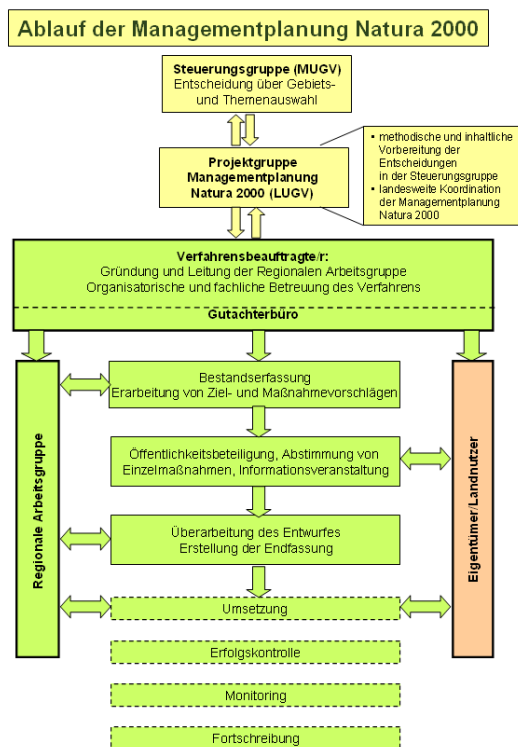 Ablauf der Managementplanung Natura 2000
Steuerungsgruppe (MUGV)
Entscheidung über Gebiets-
und Themenauswahl
Projektgruppe
Managementplanung
Natura 2000 (LUGV)
• methodische und inhaltliche
Vorbereitung der
Entscheidungen
in der Steuerungsgruppe
• landesweite Koordination
der Managementplanung
Natura 2000
Verfahrensbeauftragte/r:
Gründung und Leitung der Regionalen Arbeitsgruppe
Organisatorische und fachliche Betreuung des Verfahrens
Gutachterbüro
Regionale Arbeitsgruppe
Bestandserfassung
Erarbeitung von Ziel- und Maßnahmevorschlägen
Öffentlichkeitsbeteiligung, Abstimmung von
Einzelmaßnahmen, Informationsveranstaltung
Überarbeitung des Entwurfes
Erstellung der Endfassung
Umsetzung
Erfolgskontrolle
Monitoring
Fortschreibung
Eigentümer/Landnutzer